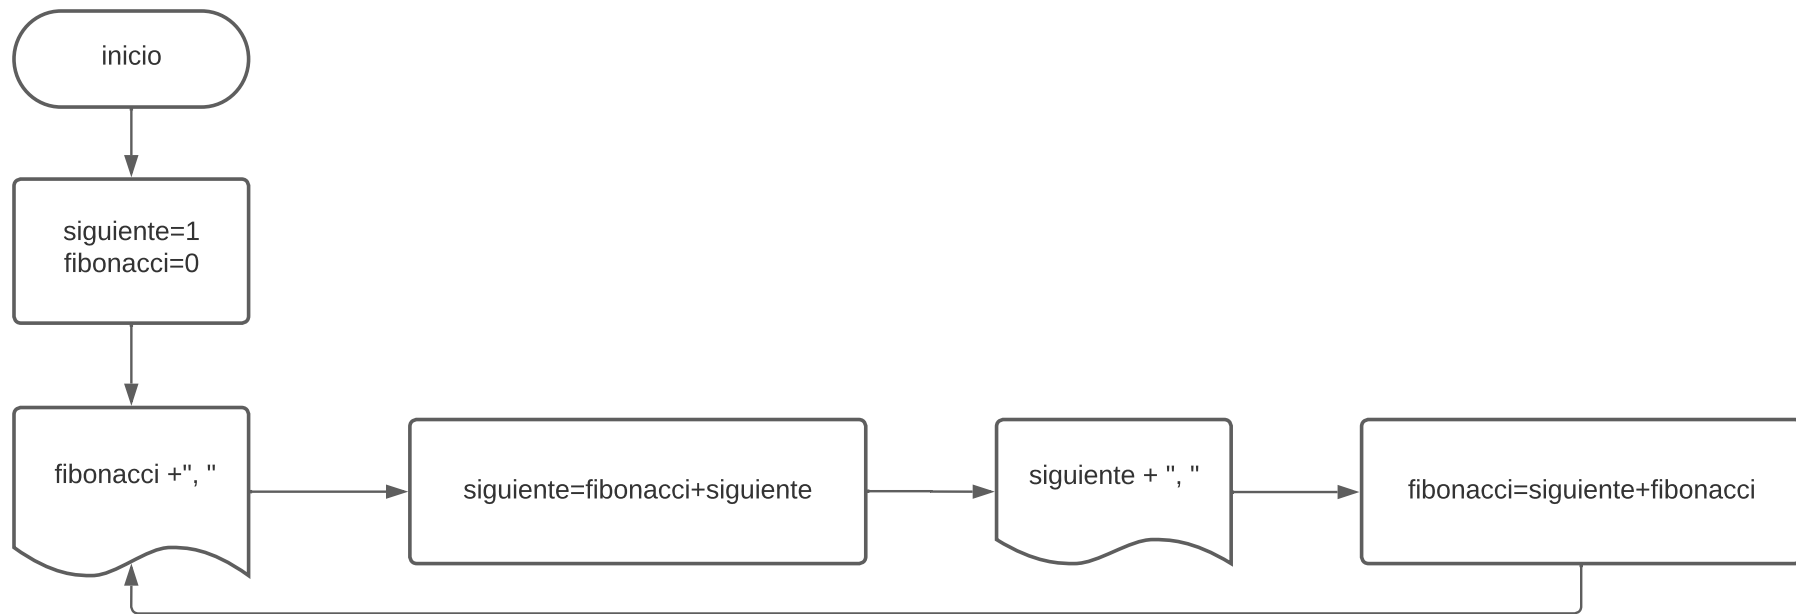 inicio
siguiente=1
fibonacci=0
fibonacci +", "
siguiente=fibonacci+siguiente
siguiente + ", "
fibonacci=siguiente+fibonacci